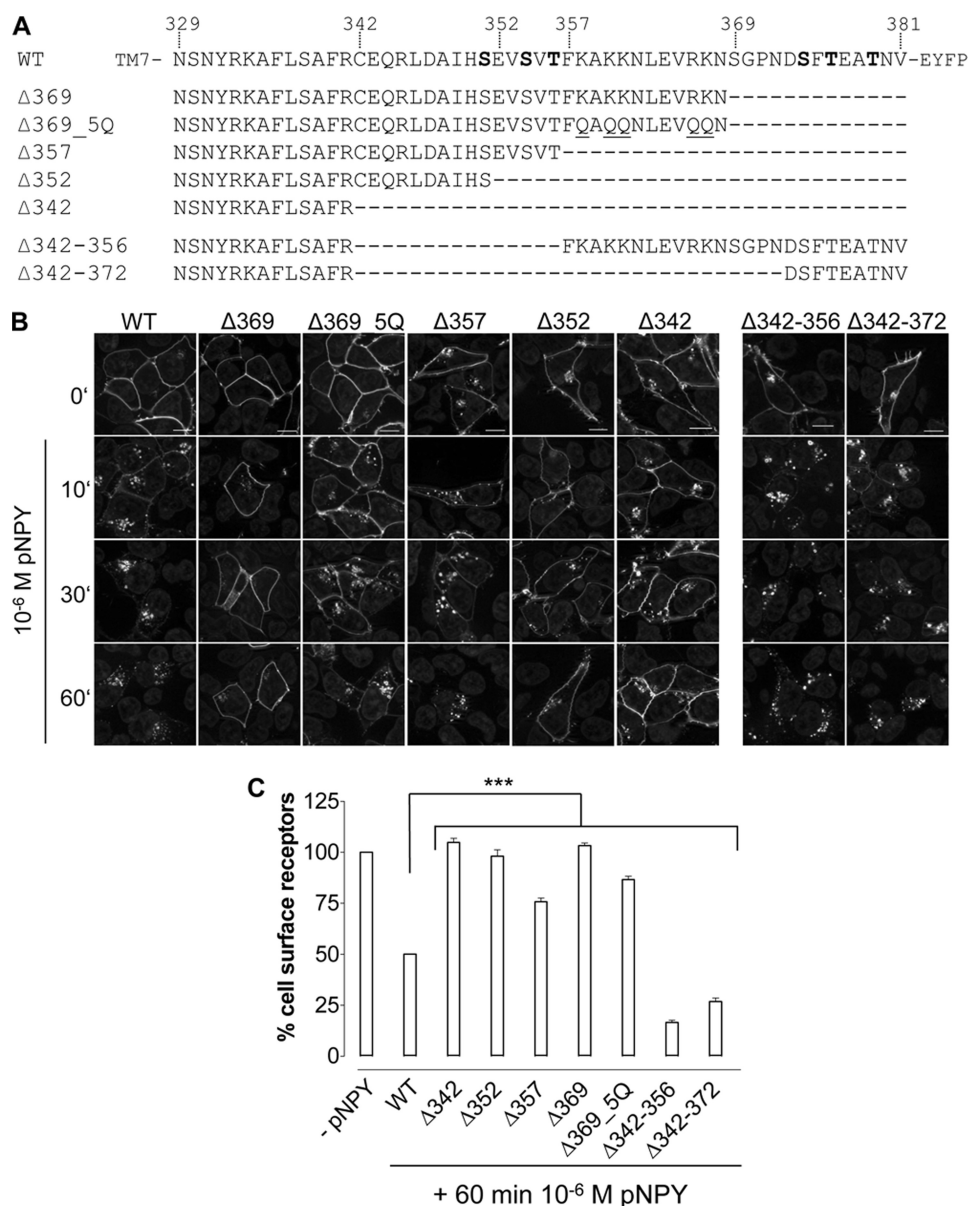 A
329 342 352 357 369 381
WT TM7- NSNYRKAFLSAFRCEQRLDAIHSEVSVTFKAKKNLEVRKNSGPNDSFTEATNV-EYFP
Δ369 NSNYRKAFLSAFRCEQRLDAIHSEVSVTFKAKKNLEVRKN-------------
Δ369_5Q NSNYRKAFLSAFRCEQRLDAIHSEVSVTFQAQQNLEVQQN-------------
Δ357 NSNYRKAFLSAFRCEQRLDAIHSEVSVT-------------------------
Δ352 NSNYRKAFLSAFRCEQRLDAIHS------------------------------
Δ342 NSNYRKAFLSAFR----------------------------------------
Δ342-356 NSNYRKAFLSAFR---------------FKAKKNLEVRKNSGPNDSFTEATNV
Δ342-372 NSNYRKAFLSAFR-------------------------------DSFTEATNV
B
WT Δ369 Δ369_5Q Δ357 Δ352 Δ342 Δ342-356 Δ342-372
0‘
10‘
30‘
60‘
10⁻⁶ M pNPY
C
***
% cell surface receptors
125
100
75
50
25
0
- pNPY WT Δ342 Δ352 Δ357 Δ369 Δ369_5Q Δ342-356 Δ342-372
+ 60 min 10⁻⁶ M pNPY